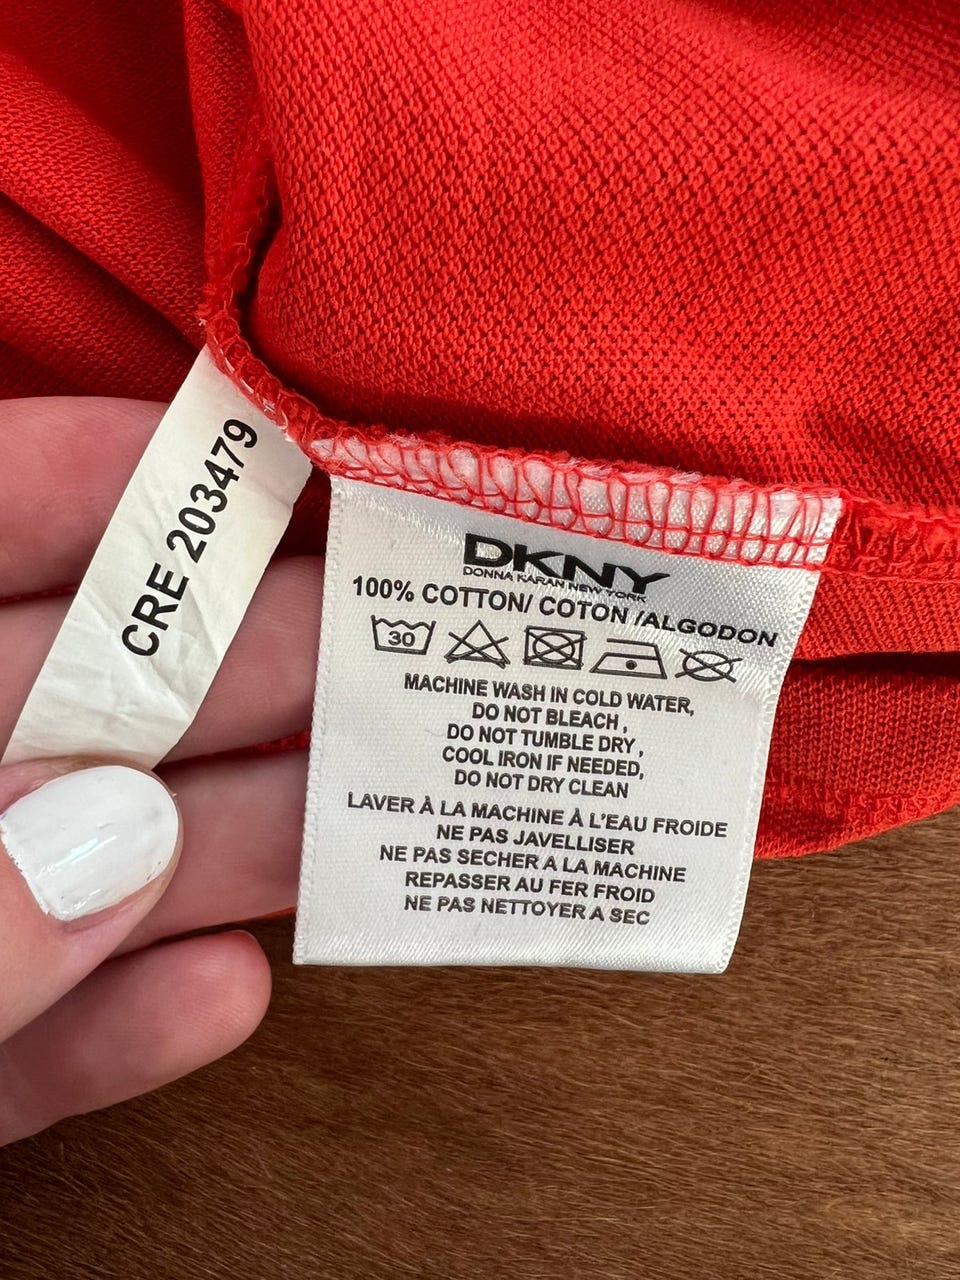 CRE 203479
DKNY
DONNA KARAN NEW YORK
100% COTTON/ COTON /ALGODON
30
MACHINE WASH IN COLD WATER,
DO NOT BLEACH ,
DO NOT TUMBLE DRY ,
COOL IRON IF NEEDED,
DO NOT DRY CLEAN
LAVER À LA MACHINE À L'EAU FROIDE
NE PAS JAVELLISER
NE PAS SECHER A LA MACHINE
REPASSER AU FER FROID
NE PAS NETTOYER A SEC